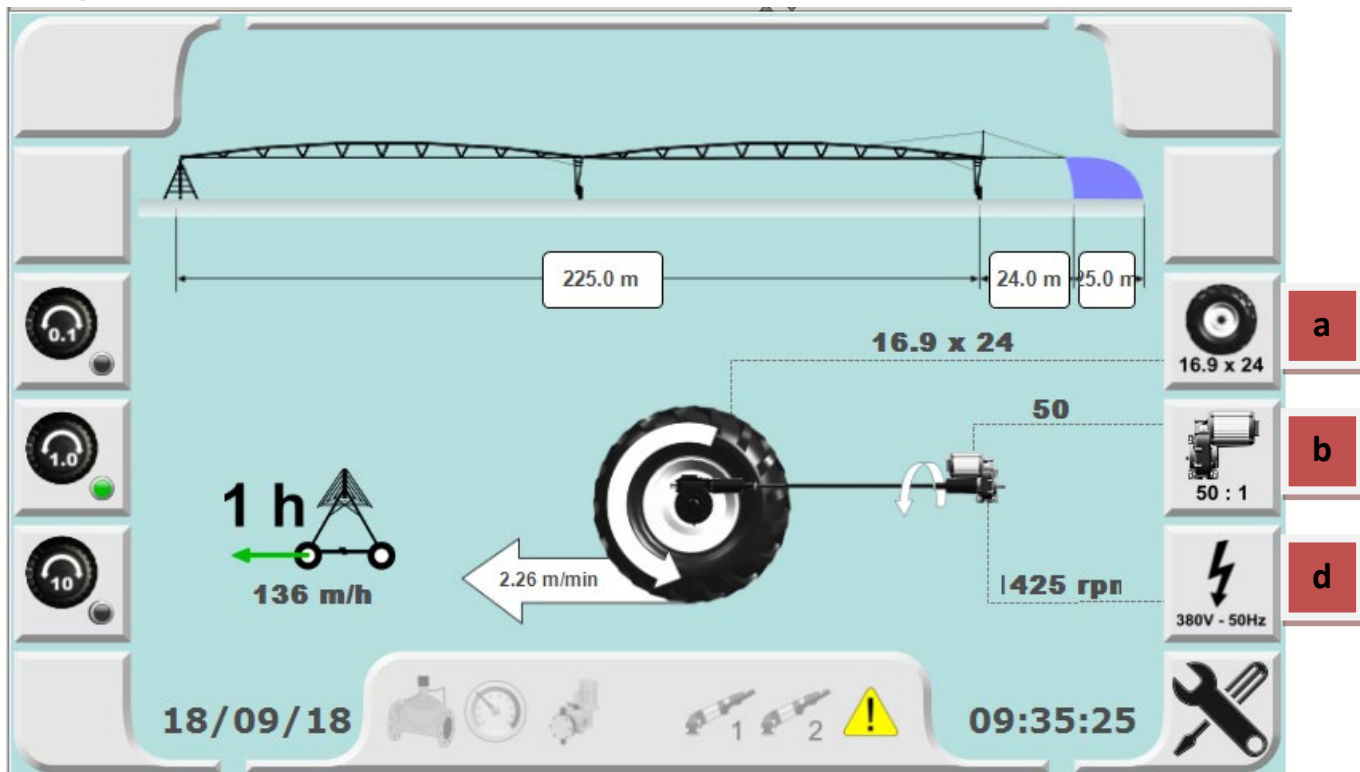 225.0 m
24.0 m
25.0 m
0.1
16.9 x 24
16.9 x 24
a
50
1.0
50 : 1
b
1 h
2.26 m/min
136 m/h
10
1425 rpm
380V - 50Hz
d
18/09/18
1
2
!
09:35:25